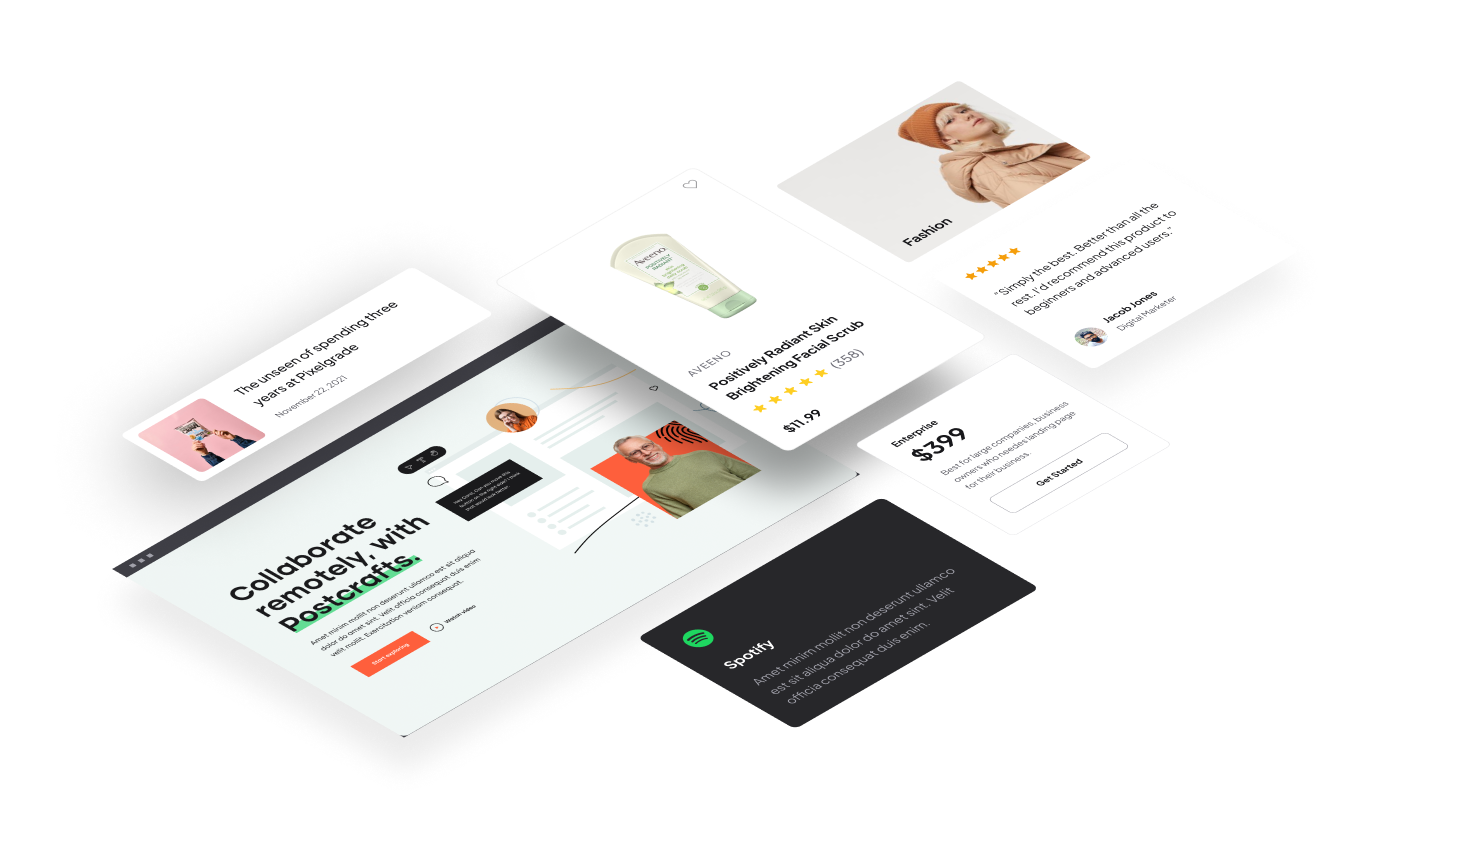 Fashion
"Simply the best. Better than all the
rest. I'd recommend this product to
beginners and advanced users."
Jacob Jones
Digital Marketer
Aveeno
POSITIVELY
RADIANT
AVEENO
Positively Radiant Skin
Brightening Facial Scrub
(358)
$11.99
The unseen of spending three
years at Pixelgrade
November 22, 2021
Enterprise
$399
Best for large companies, business
owners who needes landing page
for their business.
Get Started
Collaborate
remotely, with
Postcrafts.
Amet minim mollit non deserunt ullamco est sit aliqua
dolor do amet sint. Velit officia consequat duis enim
velit mollit. Exercitation veniam consequat.
Start exploring
Watch video
Spotify
Amet minim mollit non deserunt ullamco
est sit aliqua dolor do amet sint. Velit
officia consequat duis enim.